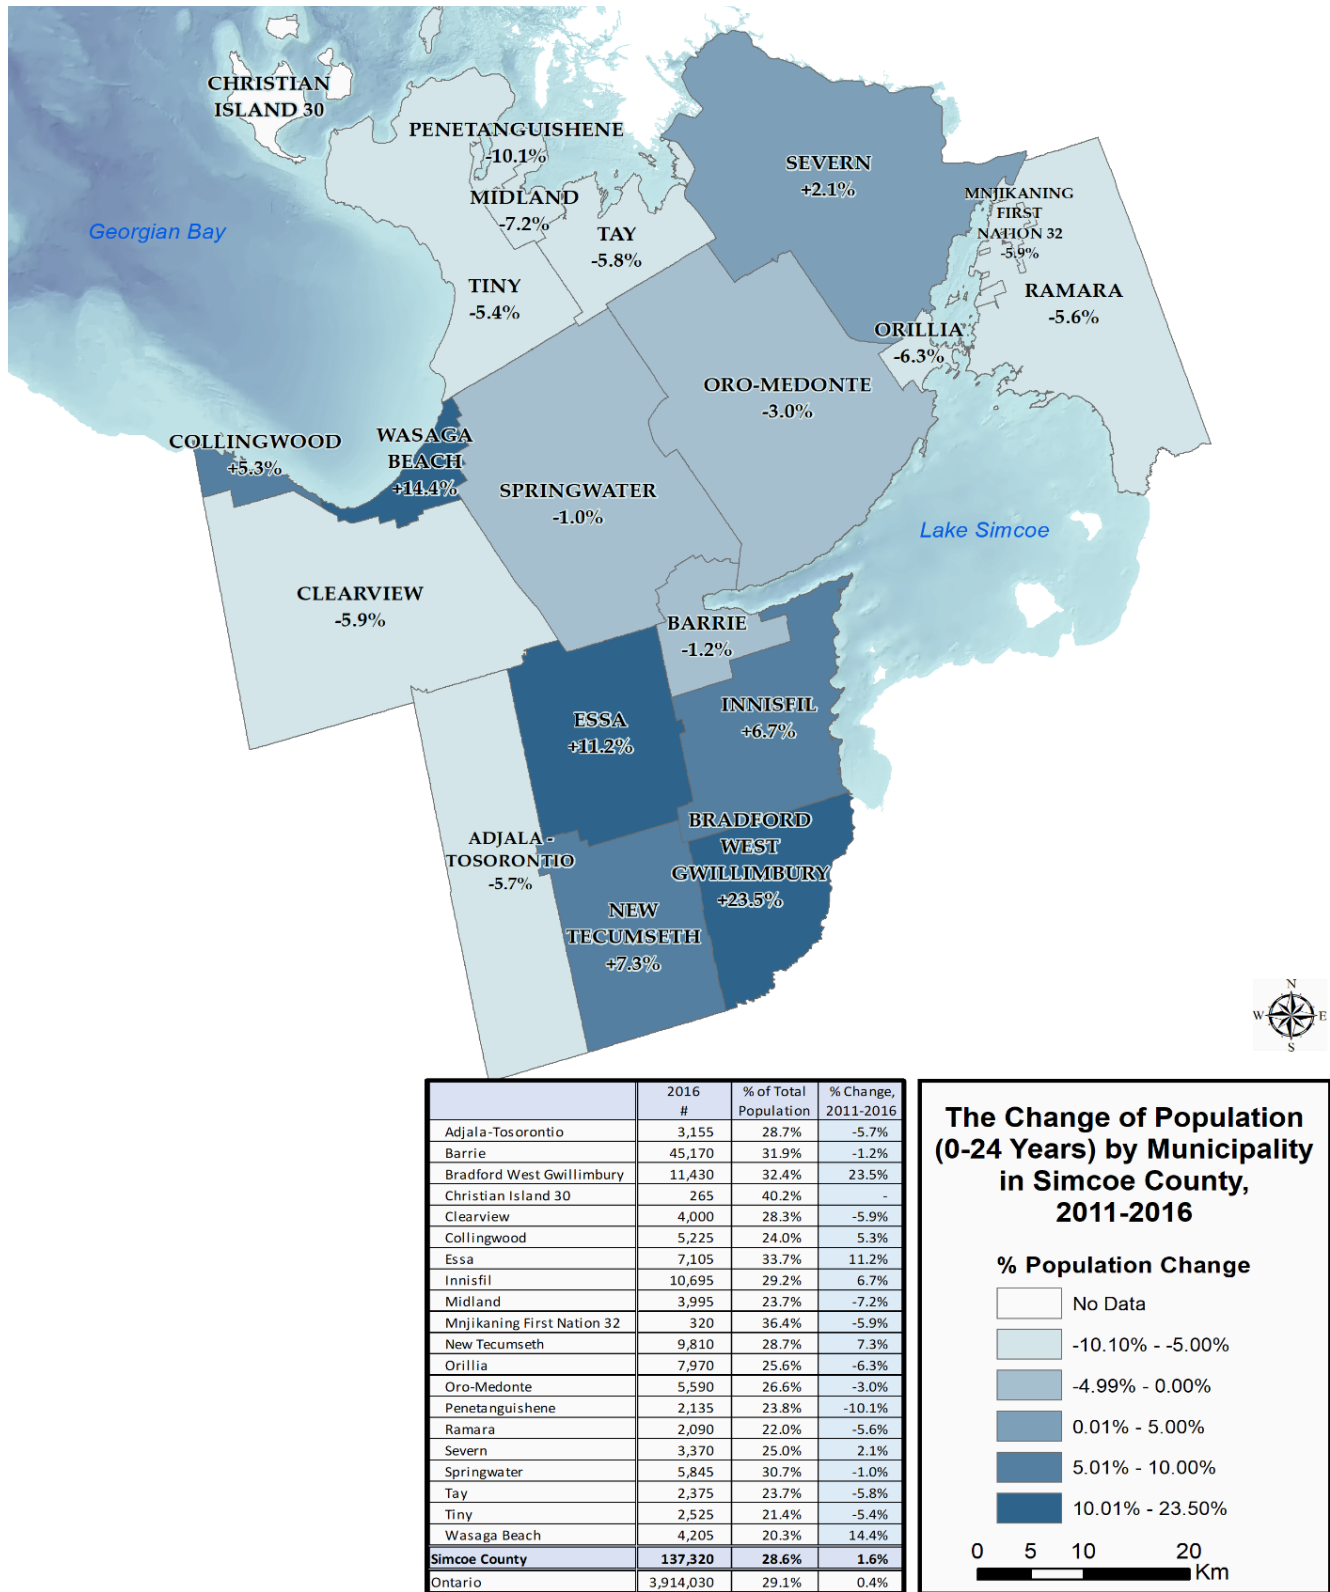 CHRISTIAN
ISLAND 30
PENETANGUISHENE
-10.1%
SEVERN
+2.1%
MIDLAND
-7.2%
MNJIKANING
FIRST
NATION 32
-5.9%
Georgian Bay
TAY
-5.8%
TINY
-5.4%
RAMARA
-5.6%
ORILLIA
-6.3%
ORO-MEDONTE
-3.0%
COLLINGWOOD
+5.3%
WASAGA
BEACH
+14.4%
SPRINGWATER
-1.0%
Lake Simcoe
CLEARVIEW
-5.9%
BARRIE
-1.2%
ESSA
+11.2%
INNISFIL
+6.7%
ADJALA -
TOSORONTIO
-5.7%
BRADFORD
WEST
GWILLIMBURY
+23.5%
NEW
TECUMSETH
+7.3%
N
W E
S
2016 % of Total % Change,
# Population 2011-2016
Adjala-Tosorontio 3,155 28.7% -5.7%
Barrie 45,170 31.9% -1.2%
Bradford West Gwillimbury 11,430 32.4% 23.5%
Christian Island 30 265 40.2% -
Clearview 4,000 28.3% -5.9%
Collingwood 5,225 24.0% 5.3%
Essa 7,105 33.7% 11.2%
Innisfil 10,695 29.2% 6.7%
Midland 3,995 23.7% -7.2%
Mnjikaning First Nation 32 320 36.4% -5.9%
New Tecumseth 9,810 28.7% 7.3%
Orillia 7,970 25.6% -6.3%
Oro-Medonte 5,590 26.6% -3.0%
Penetanguishene 2,135 23.8% -10.1%
Ramara 2,090 22.0% -5.6%
Severn 3,370 25.0% 2.1%
Springwater 5,845 30.7% -1.0%
Tay 2,375 23.7% -5.8%
Tiny 2,525 21.4% -5.4%
Wasaga Beach 4,205 20.3% 14.4%
Simcoe County 137,320 28.6% 1.6%
Ontario 3,914,030 29.1% 0.4%
The Change of Population
(0-24 Years) by Municipality
in Simcoe County,
2011-2016
% Population Change
No Data
-10.10% - -5.00%
-4.99% - 0.00%
0.01% - 5.00%
5.01% - 10.00%
10.01% - 23.50%
0 5 10 20
Km